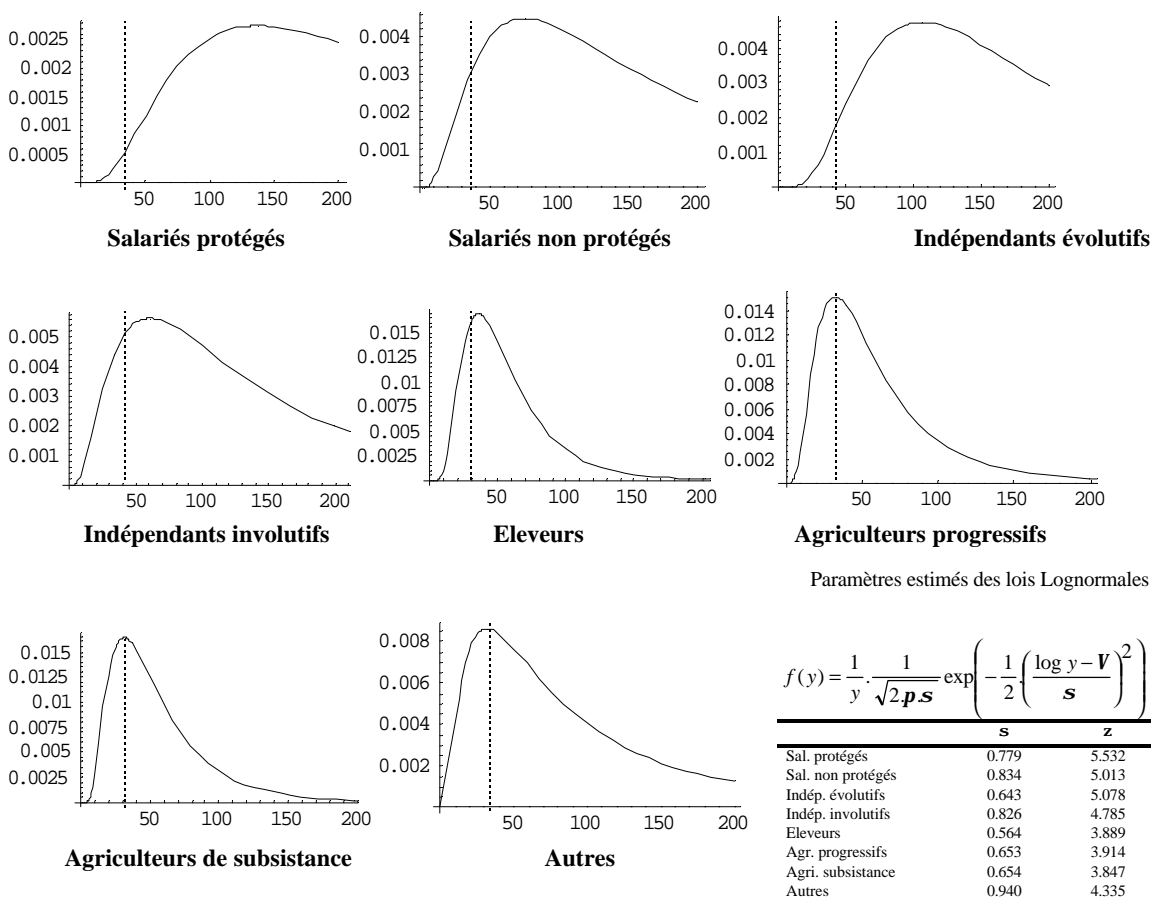 0.0025
0.002
0.0015
0.001
0.0005
50 100 150 200
Salariés protégés
0.004
0.003
0.002
0.001
50 100 150 200
Salariés non protégés
0.004
0.003
0.002
0.001
50 100 150 200
Indépendants évolutifs
0.005
0.004
0.003
0.002
0.001
50 100 150 200
Indépendants involutifs
0.015
0.0125
0.01
0.0075
0.005
0.0025
50 100 150 200
Eleveurs
0.014
0.012
0.01
0.008
0.006
0.004
0.002
50 100 150 200
Agriculteurs progressifs
0.015
0.0125
0.01
0.0075
0.005
0.0025
50 100 150 200
Agriculteurs de subsistance
0.008
0.006
0.004
0.002
50 100 150 200
Autres
Paramètres estimés des lois Lognormales
f(y) = 1/y . 1/√2.p.s exp(−1/2.((log y − V)/s)^2)
s z
Sal. protégés 0.779 5.532
Sal. non protégés 0.834 5.013
Indép. évolutifs 0.643 5.078
Indép. involutifs 0.826 4.785
Eleveurs 0.564 3.889
Agr. progressifs 0.653 3.914
Agri. subsistance 0.654 3.847
Autres 0.940 4.335